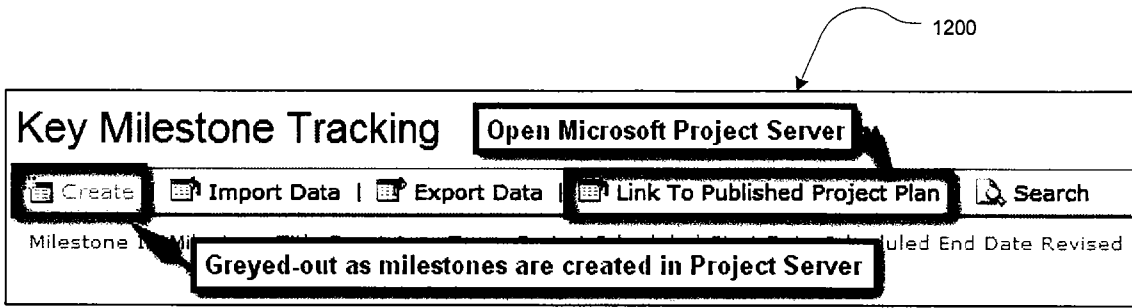 1200
Key Milestone Tracking
Open Microsoft Project Server
Create | Import Data | Export Data | Link To Published Project Plan Search
Milestone End Date Revised
Greyed-out as milestones are created in Project Server